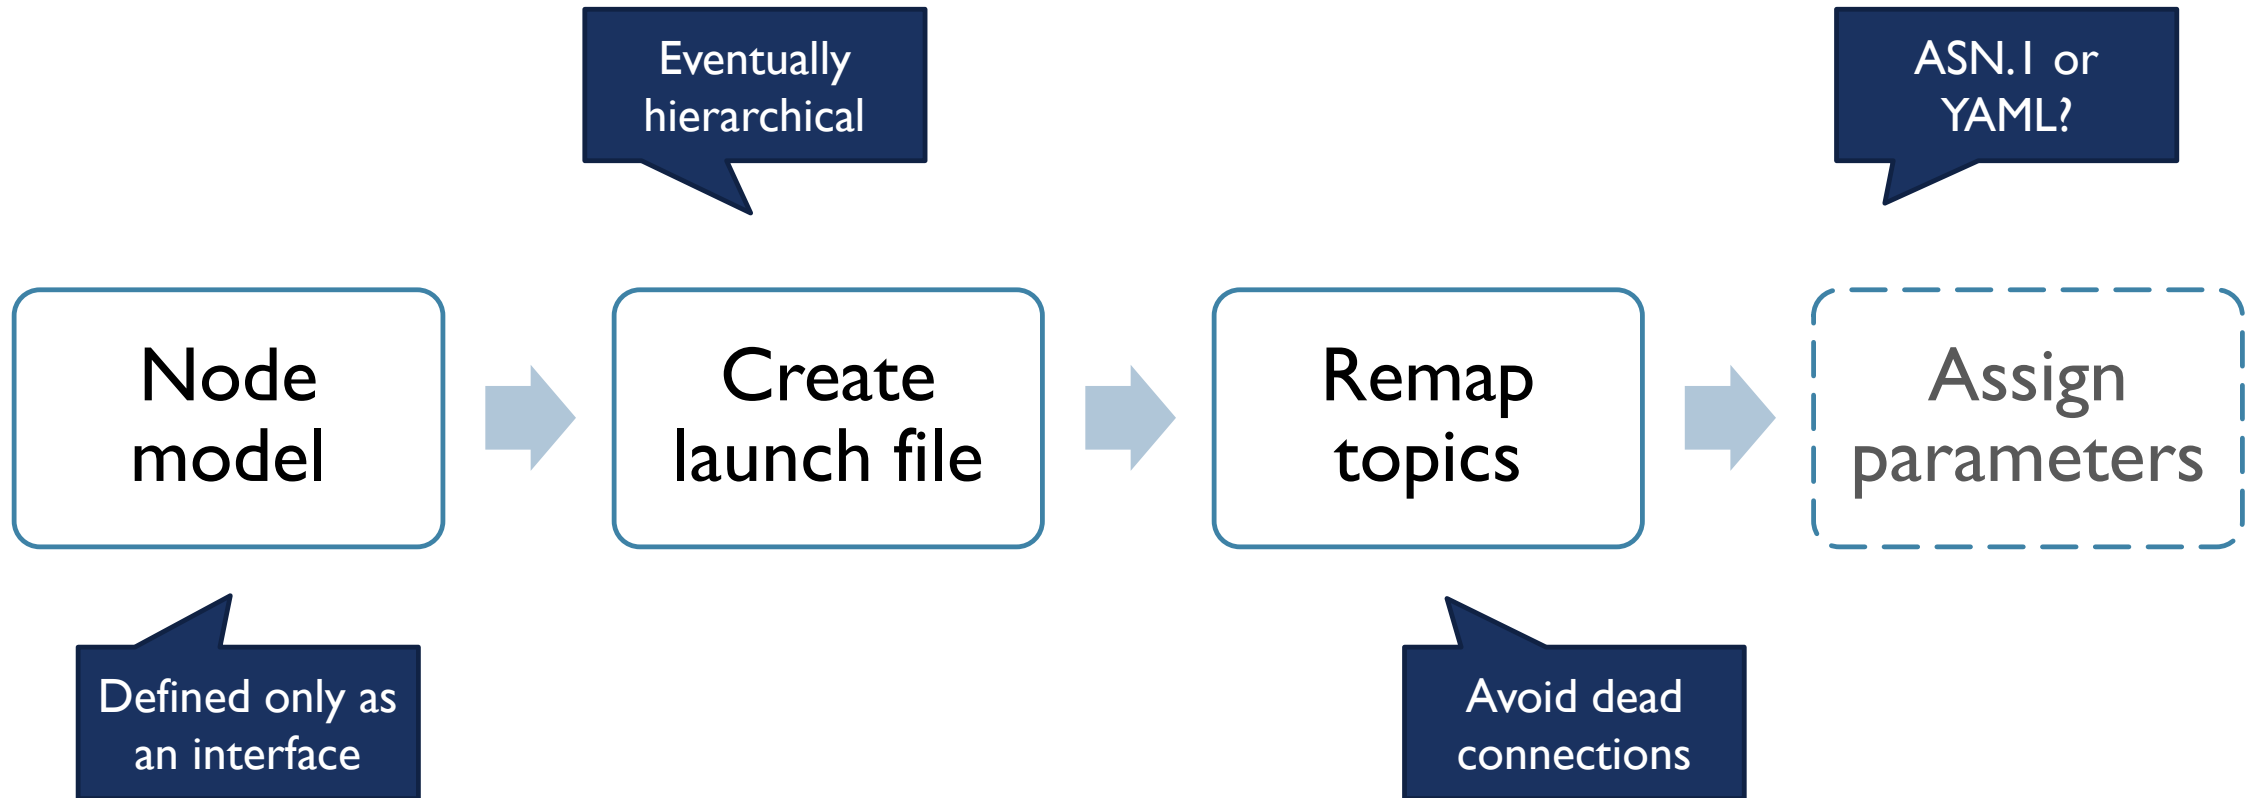 Eventually
hierarchical
ASN.1 or
YAML?
Node
model
Create
launch file
Remap
topics
Assign
parameters
Defined only as
an interface
Avoid dead
connections